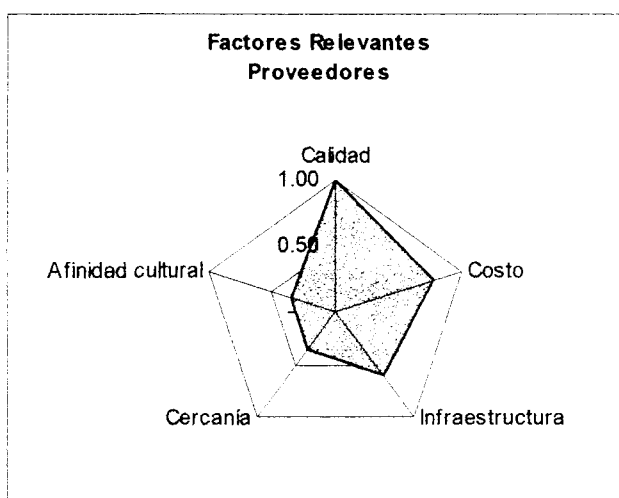 Factores Relevantes
Proveedores
Calidad
1.00
0.50
Afinidad cultural
Costo
Cercanía
Infraestructura